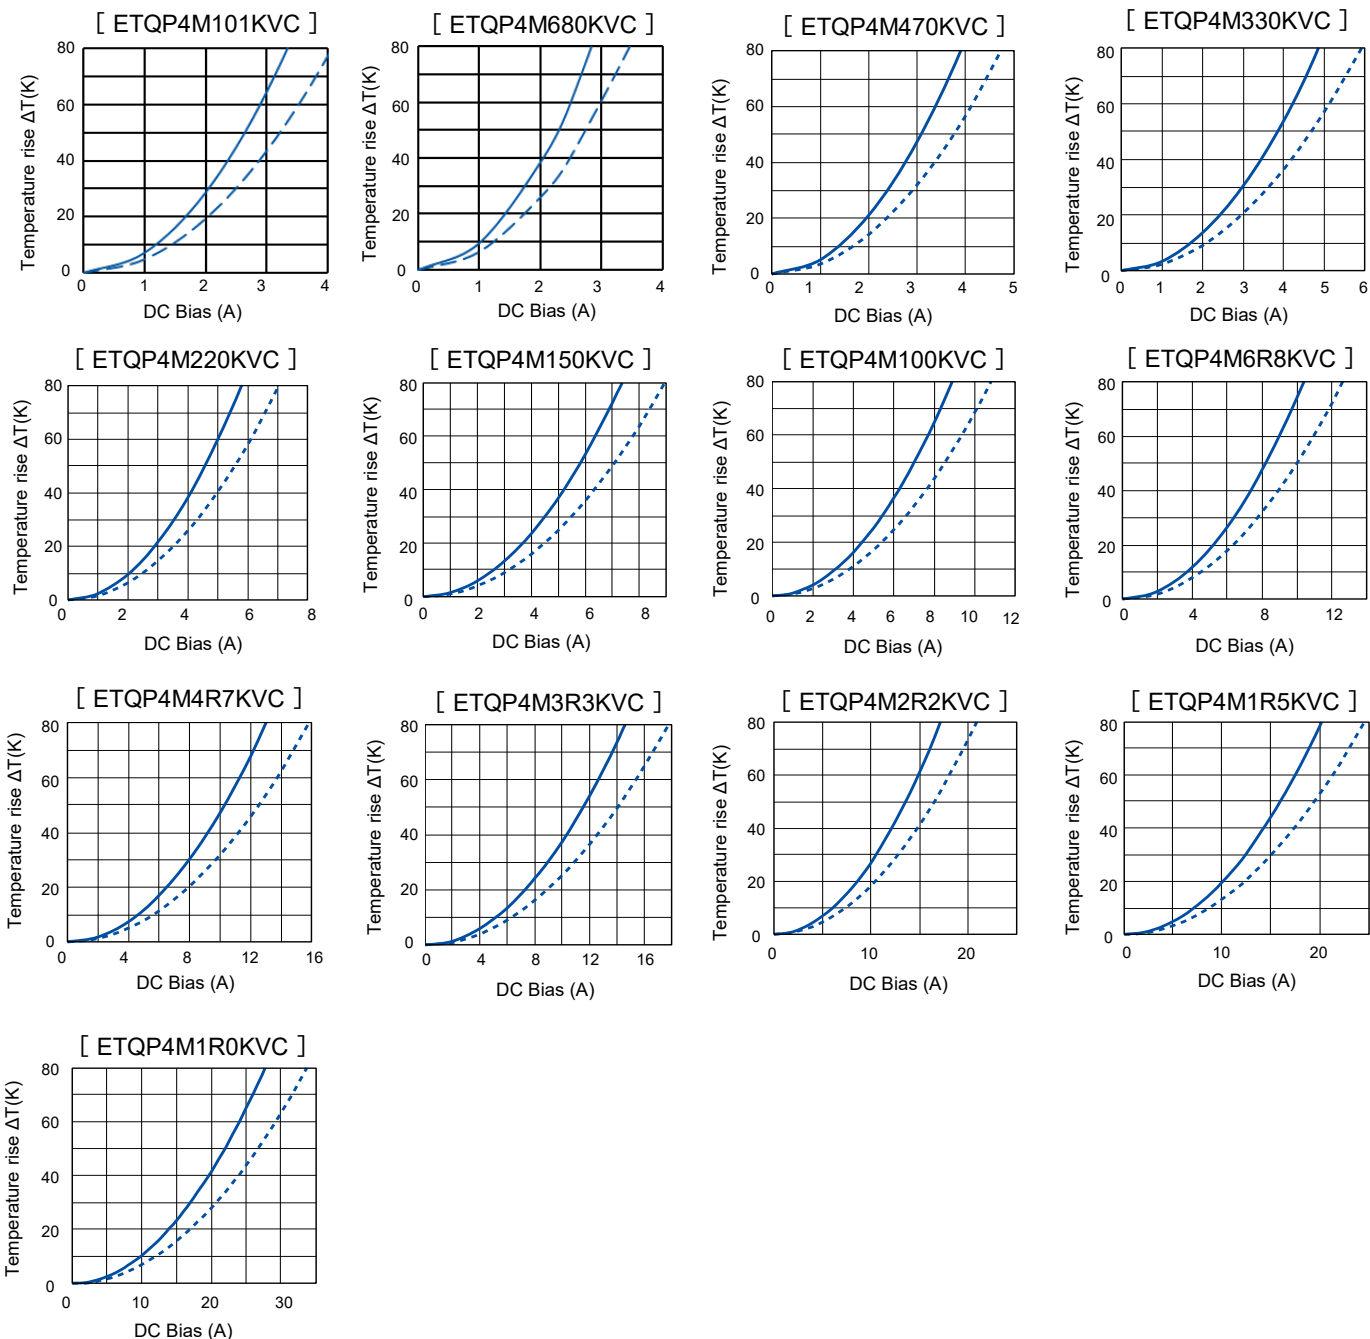 [ ETQP4M101KVC ]
Temperature rise ΔT(K)
80
60
40
20
0
0 1 2 3 4
DC Bias (A)
[ ETQP4M680KVC ]
Temperature rise ΔT(K)
80
60
40
20
0
0 1 2 3 4
DC Bias (A)
[ ETQP4M470KVC ]
Temperature rise ΔT(K)
80
60
40
20
0
0 1 2 3 4 5
DC Bias (A)
[ ETQP4M330KVC ]
Temperature rise ΔT(K)
80
60
40
20
0
0 1 2 3 4 5 6
DC Bias (A)
[ ETQP4M220KVC ]
Temperature rise ΔT(K)
80
60
40
20
0
0 2 4 6 8
DC Bias (A)
[ ETQP4M150KVC ]
Temperature rise ΔT(K)
80
60
40
20
0
0 2 4 6 8
DC Bias (A)
[ ETQP4M100KVC ]
Temperature rise ΔT(K)
80
60
40
20
0
0 2 4 6 8 10 12
DC Bias (A)
[ ETQP4M6R8KVC ]
Temperature rise ΔT(K)
80
60
40
20
0
0 4 8 12
DC Bias (A)
[ ETQP4M4R7KVC ]
Temperature rise ΔT(K)
80
60
40
20
0
0 4 8 10 12 16
DC Bias (A)
[ ETQP4M3R3KVC ]
Temperature rise ΔT(K)
80
60
40
20
0
0 4 8 12 16
DC Bias (A)
[ ETQP4M2R2KVC ]
Temperature rise ΔT(K)
80
60
40
20
0
0 10 20
DC Bias (A)
[ ETQP4M1R5KVC ]
Temperature rise ΔT(K)
80
60
40
20
0
0 10 20
DC Bias (A)
[ ETQP4M1R0KVC ]
Temperature rise ΔT(K)
80
60
40
20
0
0 10 20 30
DC Bias (A)